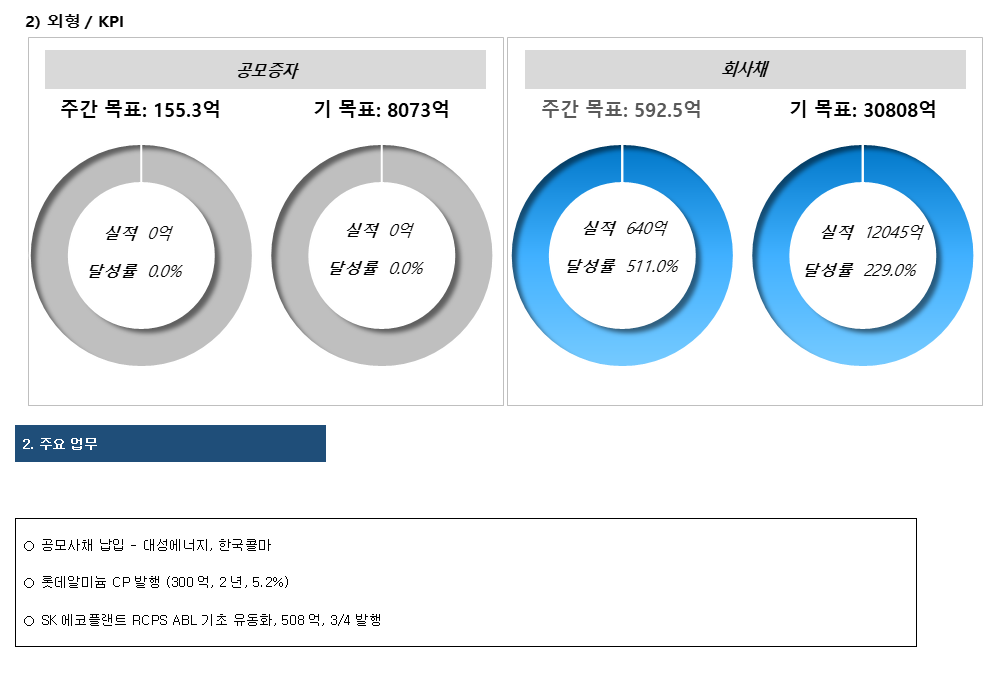 2) 외형 / KPI
공모증자
주간 목표: 155.3억
기 목표: 8073억
실적 0억
달성률 0.0%
실적 0억
달성률 0.0%
회사채
주간 목표: 592.5억
기 목표: 30808억
실적 640억
달성률 511.0%
실적 12045억
달성률 229.0%
2. 주요 업무
○ 공모사채 납입 - 대성에너지, 한국콜마
○ 롯데알미늄 CP 발행 (300억, 2년, 5.2%)
○ SK에코플랜트 RCPS ABL 기초 유동화, 508억, 3/4 발행